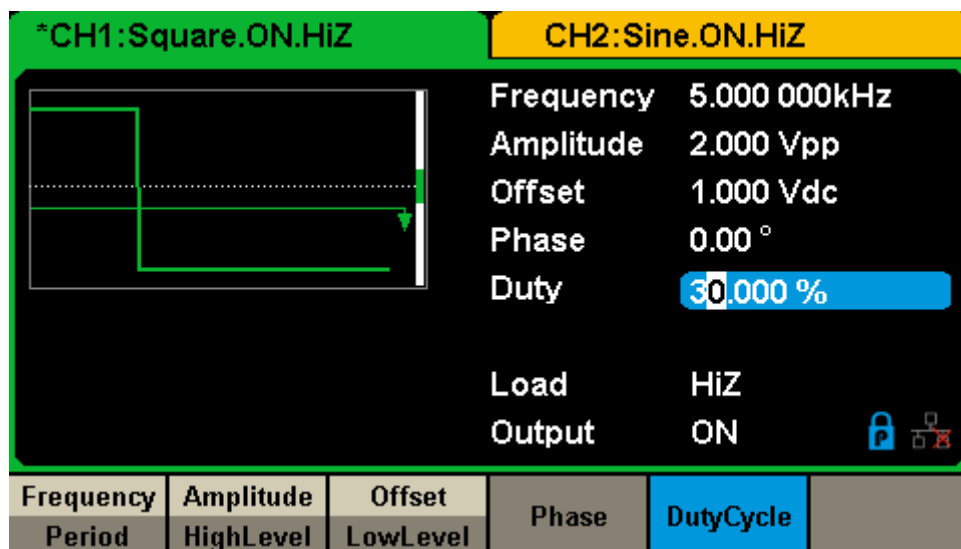 *CH1:Square.ON.HiZ CH2:Sine.ON.HiZ
Frequency 5.000 000kHz
Amplitude 2.000 Vpp
Offset 1.000 Vdc
Phase 0.00 °
Duty 30.000 %
Load HiZ
Output ON
Frequency Amplitude Offset Phase DutyCycle
Period HighLevel LowLevel